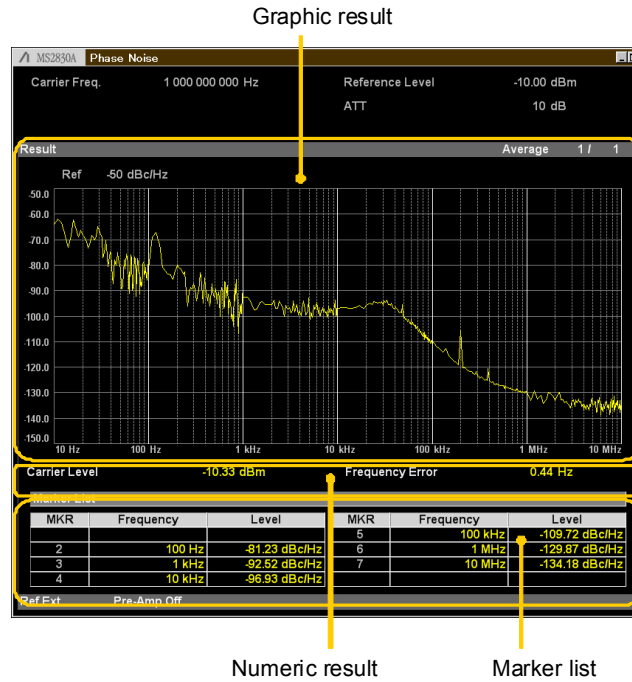 Graphic result
MS2830A Phase Noise
Carrier Freq. 1 000 000 000 Hz Reference Level -10.00 dBm
ATT 10 dB
Result Average 1 / 1
Ref -50 dBc/Hz
50.0
-60.0
-70.0
-80.0
-90.0
-100.0
-110.0
-120.0
-130.0
-140.0
-150.0
10 Hz 100 Hz 1 kHz 10 kHz 100 kHz 1 MHz 10 MHz
Carrier Level -10.33 dBm Frequency Error 0.44 Hz
Marker List
MKR Frequency Level MKR Frequency Level
5 100 kHz -109.72 dBc/Hz
2 100 Hz -81.23 dBc/Hz 6 1 MHz -129.87 dBc/Hz
3 1 kHz -92.52 dBc/Hz 7 10 MHz -134.18 dBc/Hz
4 10 kHz -96.93 dBc/Hz
Ref.Ext Pre-Amp Off
Numeric result Marker list